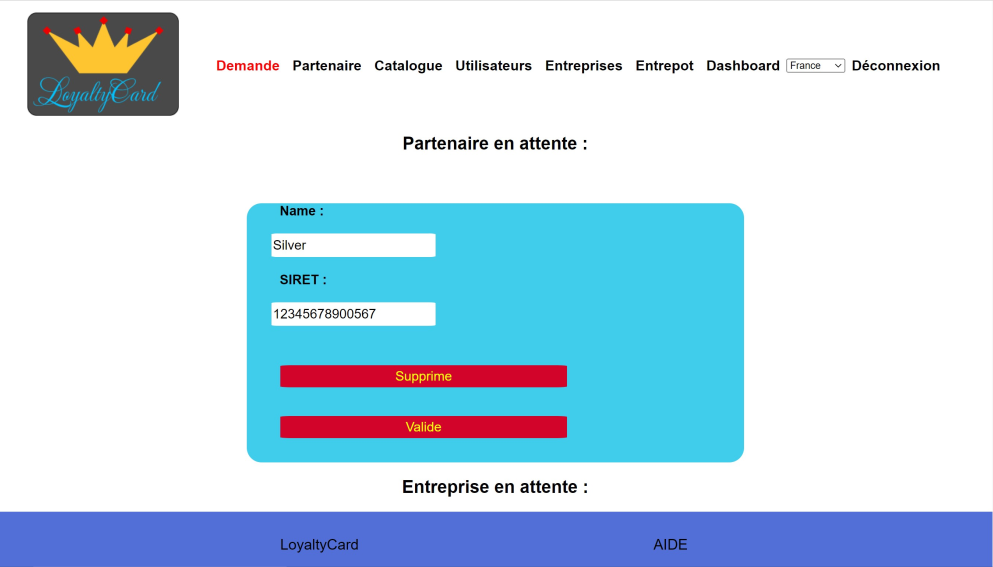 LoyaltyCard
Demande Partenaire Catalogue Utilisateurs Entreprises Entrepot Dashboard France Déconnexion
Partenaire en attente :
Name :
Silver
SIRET :
12345678900567
Supprime
Valide
Entreprise en attente :
LoyaltyCard AIDE